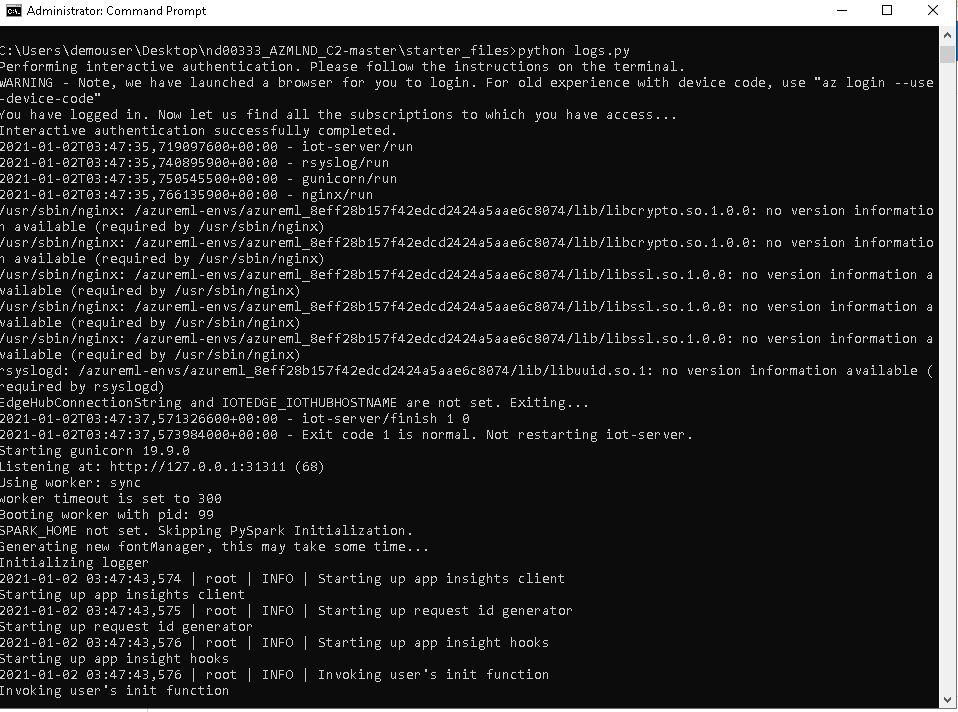 Administrator: Command Prompt
C:\Users\demouser\Desktop\nd00333_AZMLND_C2-master\starter_files>python logs.py
Performing interactive authentication. Please follow the instructions on the terminal.
WARNING - Note, we have launched a browser for you to login. For old experience with device code, use "az login --use
-device-code"
You have logged in. Now let us find all the subscriptions to which you have access...
Interactive authentication successfully completed.
2021-01-02T03:47:35,719097600+00:00 - iot-server/run
2021-01-02T03:47:35,740895900+00:00 - rsyslog/run
2021-01-02T03:47:35,750545500+00:00 - gunicorn/run
2021-01-02T03:47:35,766135900+00:00 - nginx/run
/usr/sbin/nginx: /azureml-envs/azureml_8eff28b157f42edcd2424a5aae6c8074/lib/libcrypto.so.1.0.0: no version informatio
n available (required by /usr/sbin/nginx)
/usr/sbin/nginx: /azureml-envs/azureml_8eff28b157f42edcd2424a5aae6c8074/lib/libcrypto.so.1.0.0: no version informatio
n available (required by /usr/sbin/nginx)
/usr/sbin/nginx: /azureml-envs/azureml_8eff28b157f42edcd2424a5aae6c8074/lib/libssl.so.1.0.0: no version information a
vailable (required by /usr/sbin/nginx)
/usr/sbin/nginx: /azureml-envs/azureml_8eff28b157f42edcd2424a5aae6c8074/lib/libssl.so.1.0.0: no version information a
vailable (required by /usr/sbin/nginx)
/usr/sbin/nginx: /azureml-envs/azureml_8eff28b157f42edcd2424a5aae6c8074/lib/libssl.so.1.0.0: no version information a
vailable (required by /usr/sbin/nginx)
rsyslogd: /azureml-envs/azureml_8eff28b157f42edcd2424a5aae6c8074/lib/libuuid.so.1: no version information available (
required by rsyslogd)
EdgeHubConnectionString and IOTEDGE_IOTHUBHOSTNAME are not set. Exiting...
2021-01-02T03:47:37,571326600+00:00 - iot-server/finish 1 0
2021-01-02T03:47:37,573984000+00:00 - Exit code 1 is normal. Not restarting iot-server.
Starting gunicorn 19.9.0
Listening at: http://127.0.0.1:31311 (68)
Using worker: sync
worker timeout is set to 300
Booting worker with pid: 99
SPARK_HOME not set. Skipping PySpark Initialization.
Generating new fontManager, this may take some time...
Initializing logger
2021-01-02 03:47:43,574 | root | INFO | Starting up app insights client
Starting up app insights client
2021-01-02 03:47:43,575 | root | INFO | Starting up request id generator
Starting up request id generator
2021-01-02 03:47:43,576 | root | INFO | Starting up app insight hooks
Starting up app insight hooks
2021-01-02 03:47:43,576 | root | INFO | Invoking user's init function
Invoking user's init function